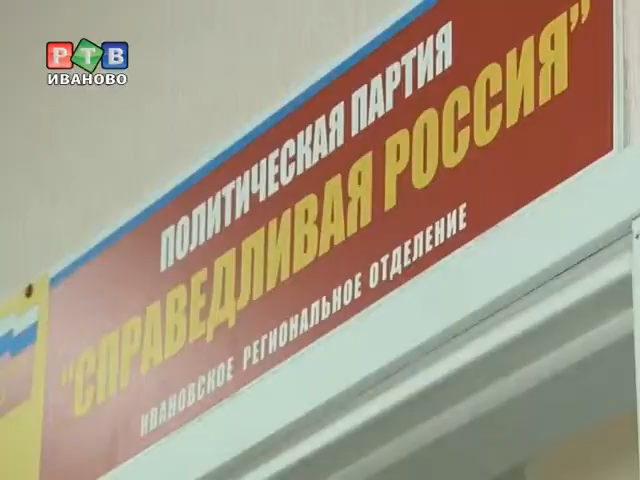 РТВ
ИВАНОВО
ПОЛИТИЧЕСКАЯ ПАРТИЯ
"СПРАВЕДЛИВАЯ РОССИЯ"
ИВАНОВСКОЕ РЕГИОНАЛЬНОЕ ОТДЕЛЕНИЕ